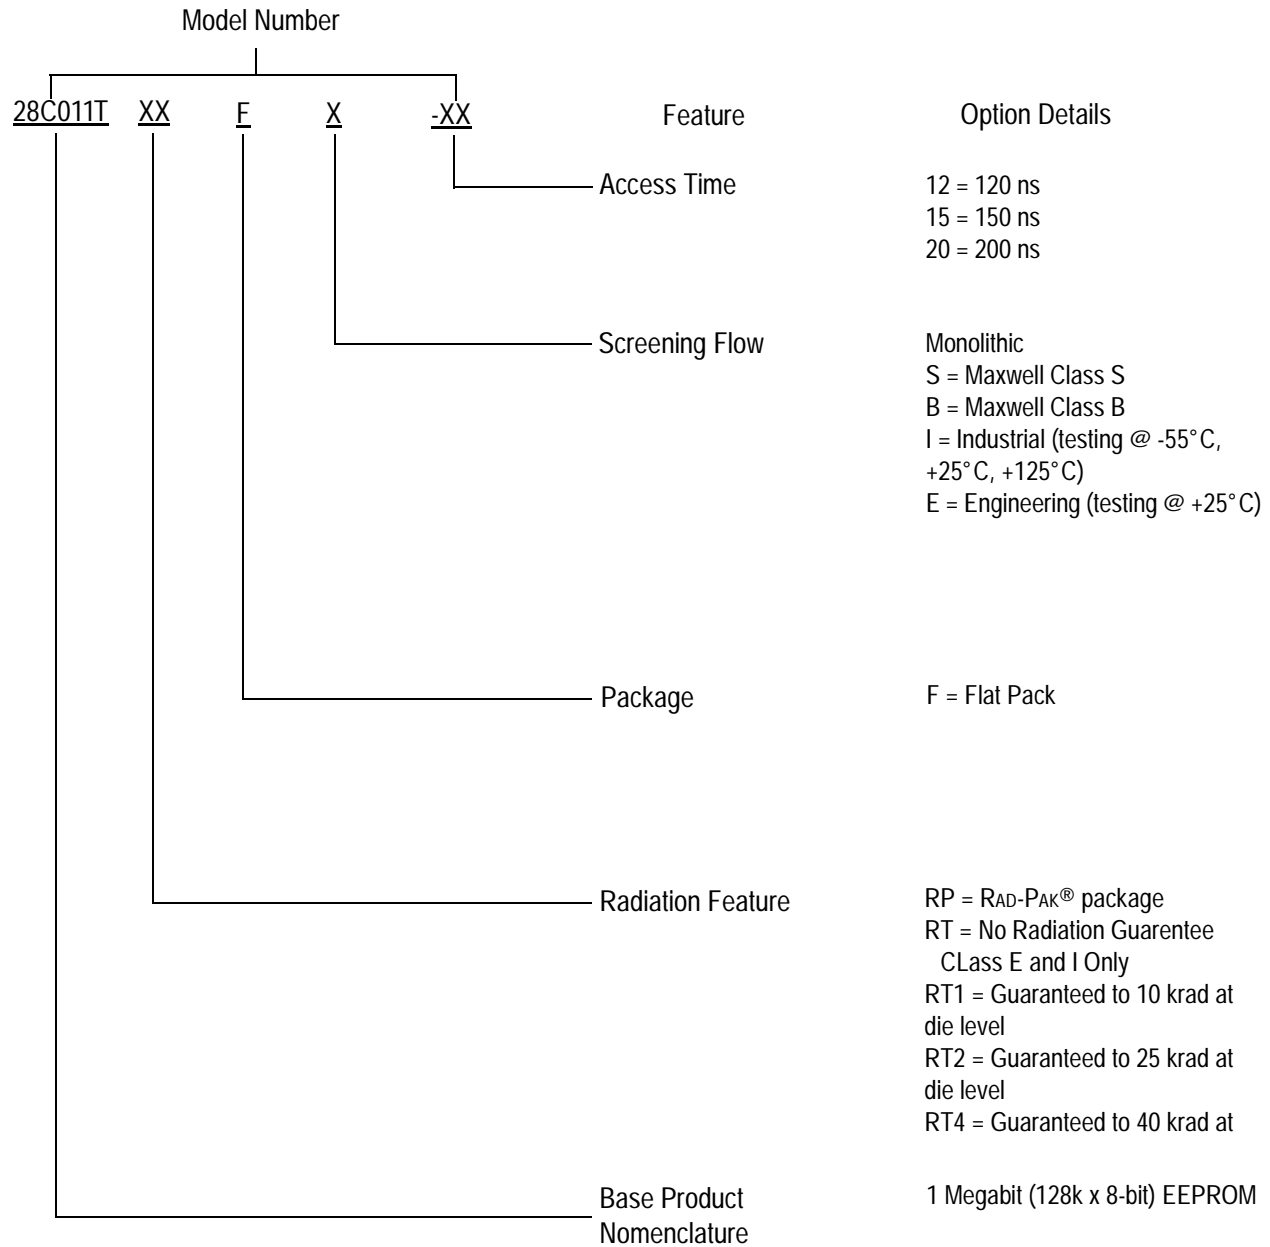 Model Number
28C011T XX F X -XX Feature Option Details
Access Time 12 = 120 ns
15 = 150 ns
20 = 200 ns
Screening Flow Monolithic
S = Maxwell Class S
B = Maxwell Class B
I = Industrial (testing @ -55°C,
+25°C, +125°C)
E = Engineering (testing @ +25°C)
Package F = Flat Pack
Radiation Feature RP = RAD-PAK® package
RT = No Radiation Guarentee
CLass E and I Only
RT1 = Guaranteed to 10 krad at
die level
RT2 = Guaranteed to 25 krad at
die level
RT4 = Guaranteed to 40 krad at
Base Product 1 Megabit (128k x 8-bit) EEPROM
Nomenclature